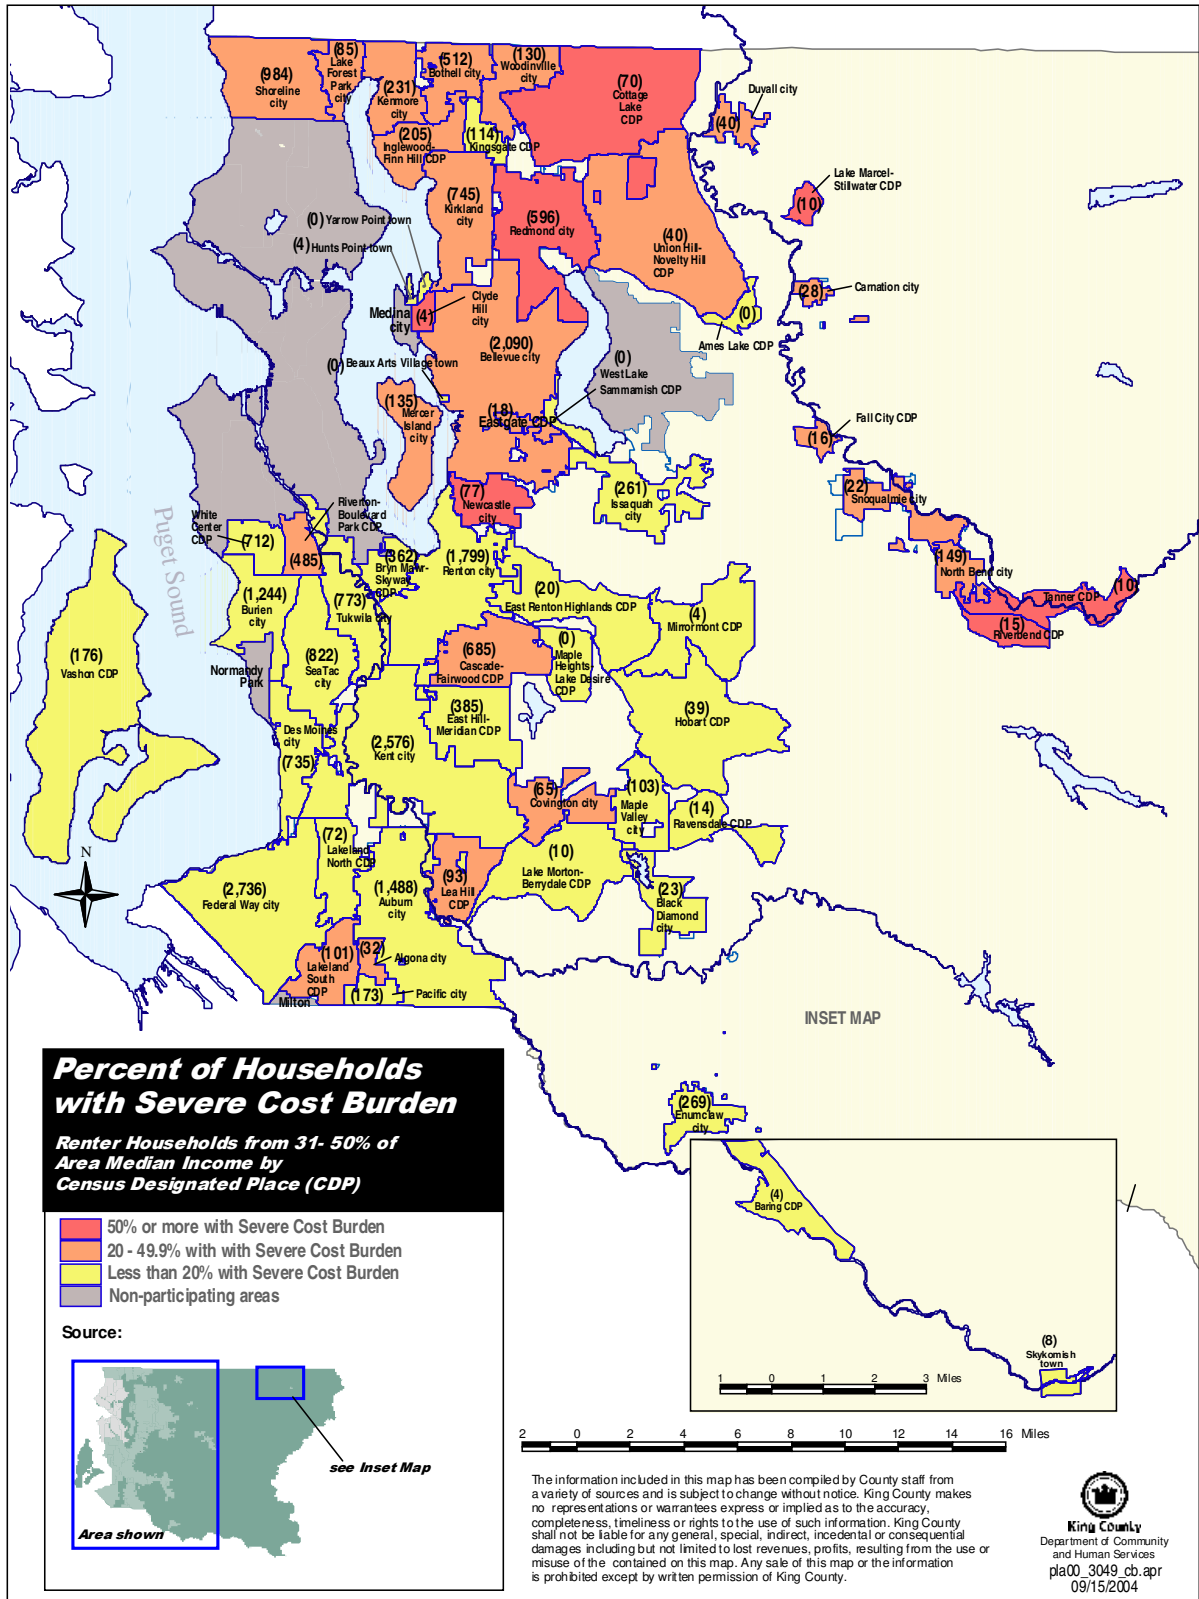 (984)
Shoreline
city
(85)
Lake
Forest
Park
city
(231)
Kenmore
city
(512)
Bothell city
(130)
Woodinville
city
(70)
Cottage
Lake
CDP
Duvall city
(40)
(205)
Inglewood-
Finn Hill CDP
(114)
Kingsgate CDP
Lake Marcel-
Stillwater CDP
(10)
(745)
Kirkland
city
(596)
Redmond city
(40)
Union Hill-
Novelty Hill
CDP
(0) Yarrow Point town
(4) Hunts Point town
(28)
Carnation city
Medina
city
(4)
Clyde
Hill
city
(0)
Ames Lake CDP
(2,090)
Bellevue city
(0)
West Lake
Sammamish CDP
(0) Beaux Arts Village town
(135)
Mercer
Island
city
(18)
Eastgate CDP
Fall City CDP
(16)
(77)
Newcastle
city
(261)
Issaquah
city
(22)
Snoqualmie city
White
Center
CDP
(712)
Riverton-
Boulevard
Park CDP
(485)
(362)
Bryn Mawr-
Skyway
CDP
(1,799)
Renton city
(149)
North Bend city
Puget Sound
(1,244)
Burien
city
(773)
Tukwila city
(20)
East Renton Highlands CDP
(4)
Mirrormont CDP
(10)
Tanner CDP
(15)
Riverbend CDP
(176)
Vashon CDP
Normandy
Park
(822)
SeaTac
city
(685)
Cascade-
Fairwood CDP
(0)
Maple
Heights-
Lake Desire
CDP
(385)
East Hill-
Meridian CDP
(39)
Hobart CDP
Des Moines
city
(735)
(2,576)
Kent city
(65)
Covington city
(103)
Maple
Valley
city
(14)
Ravensdale CDP
N
(72)
Lakeland
North CDP
(10)
Lake Morton-
Berrydale CDP
(2,736)
Federal Way city
(1,488)
Auburn
city
(93)
Lea Hill
CDP
(23)
Black
Diamond
city
(101)
Lakeland
South
CDP
(32)
Algona city
Milton
(173)
Pacific city
INSET MAP
(269)
Enumclaw
city
Percent of Households
with Severe Cost Burden
Renter Households from 31- 50% of
Area Median Income by
Census Designated Place (CDP)
50% or more with Severe Cost Burden
20 - 49.9% with with Severe Cost Burden
Less than 20% with Severe Cost Burden
Non-participating areas
Source:
see Inset Map
Area shown
(4)
Baring CDP
(8)
Skykomish
town
1 0 1 2 3 Miles
2 0 2 4 6 8 10 12 14 16 Miles
The information included in this map has been compiled by County staff from
a variety of sources and is subject to change without notice. King County makes
no representations or warrantees express or implied as to the accuracy,
completeness, timeliness or rights to the use of such information. King County
shall not be liable for any general, special, indirect, incedental or consequential
damages including but not limited to lost revenues, profits, resulting from the use or
misuse of the contained on this map. Any sale of this map or the information
is prohibited except by written permission of King County.
King County
Department of Community
and Human Services
pla00_3049_cb.apr
09/15/2004